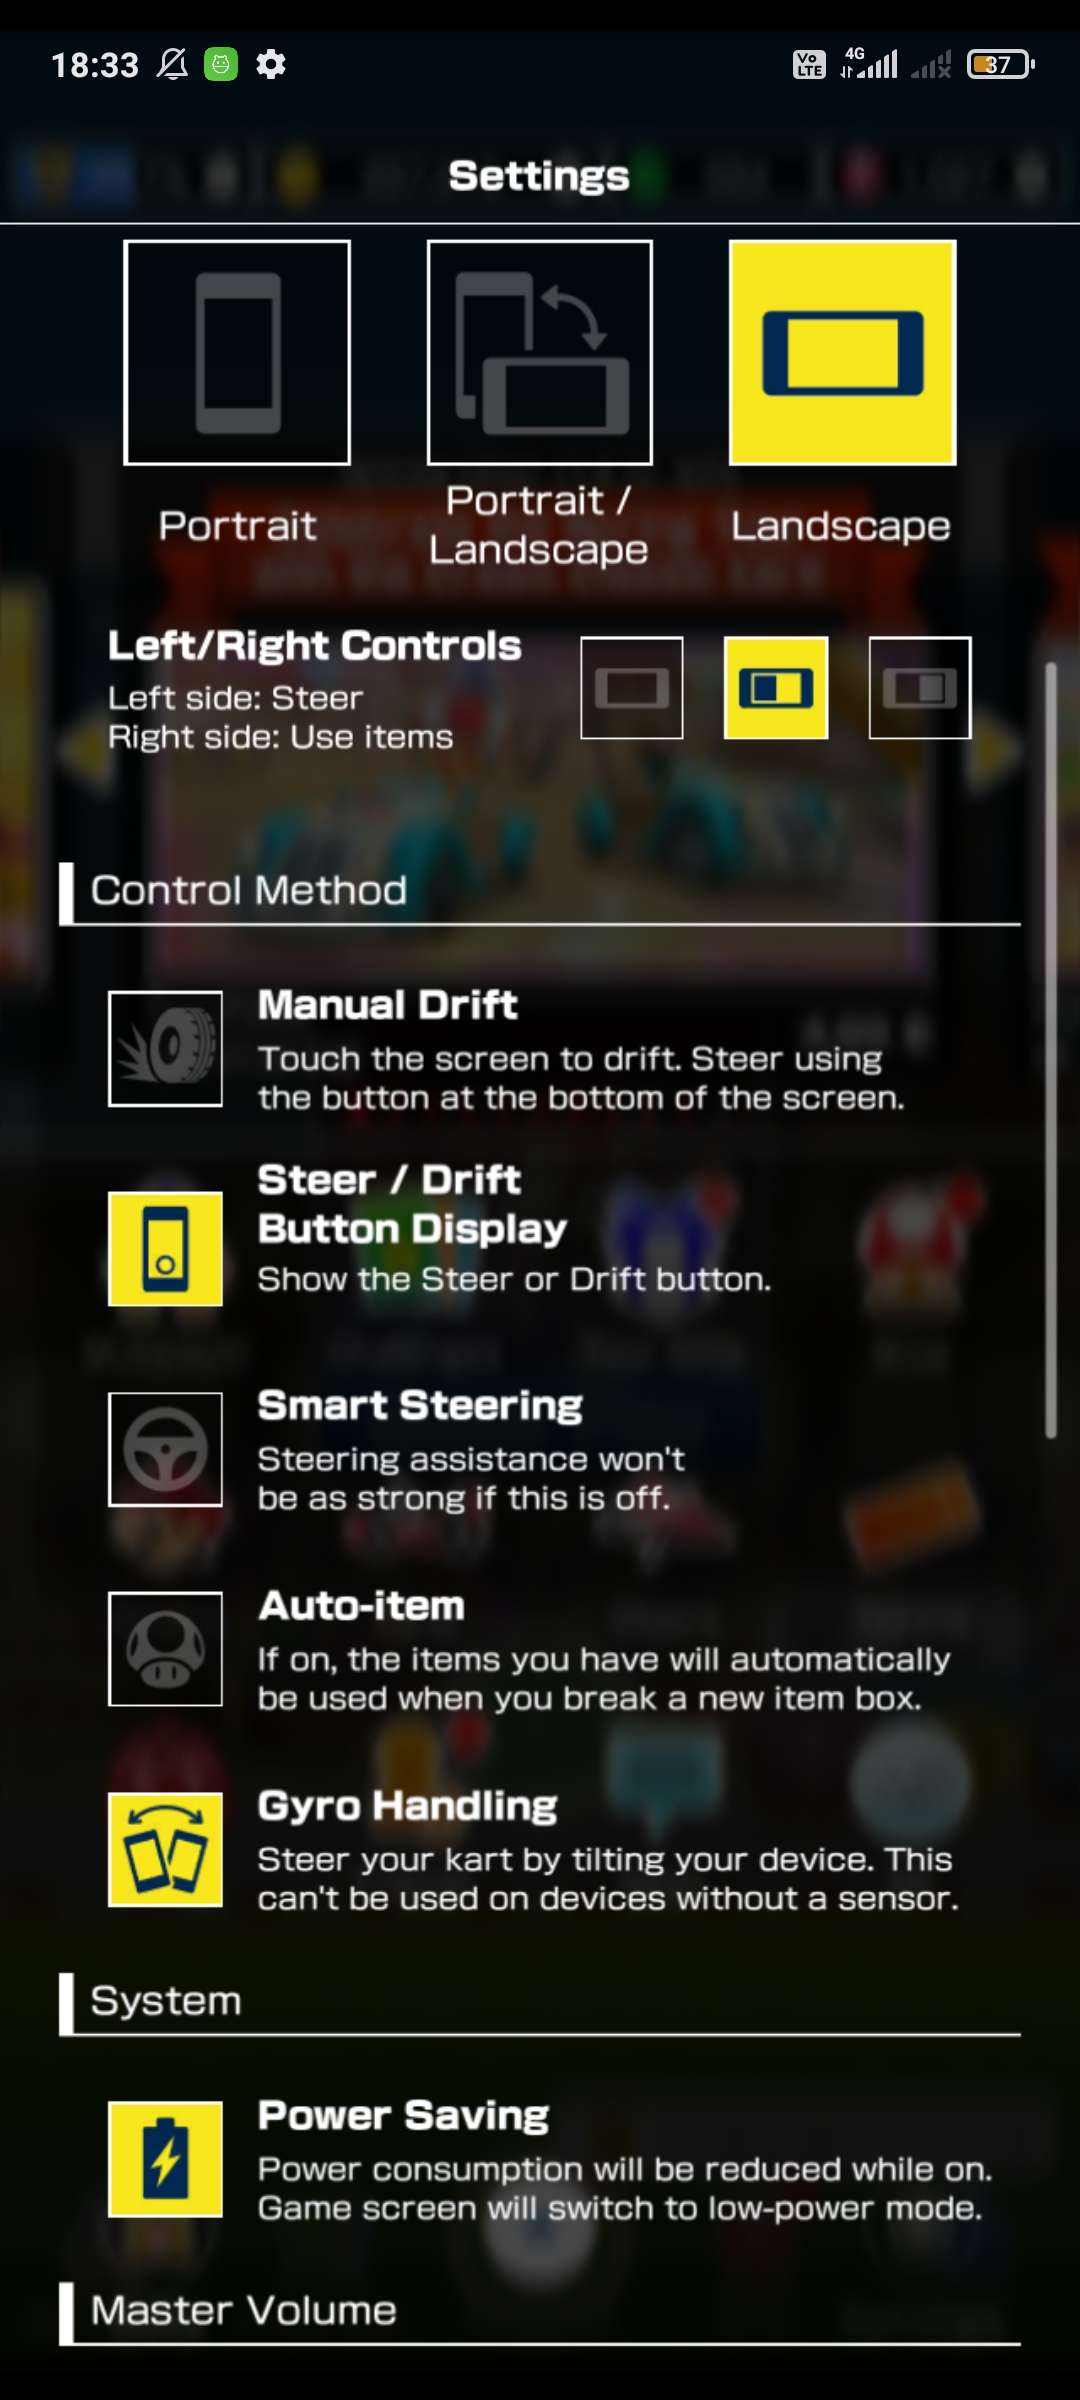 18:33
Vo LTE
4G
37
Settings
Portrait
Portrait /
Landscape
Landscape
Left/Right Controls
Left side: Steer
Right side: Use items
Control Method
Manual Drift
Touch the screen to drift. Steer using
the button at the bottom of the screen.
Steer / Drift
Button Display
Show the Steer or Drift button.
Smart Steering
Steering assistance won't
be as strong if this is off.
Auto-item
If on, the items you have will automatically
be used when you break a new item box.
Gyro Handling
Steer your kart by tilting your device. This
can't be used on devices without a sensor.
System
Power Saving
Power consumption will be reduced while on.
Game screen will switch to low-power mode.
Master Volume